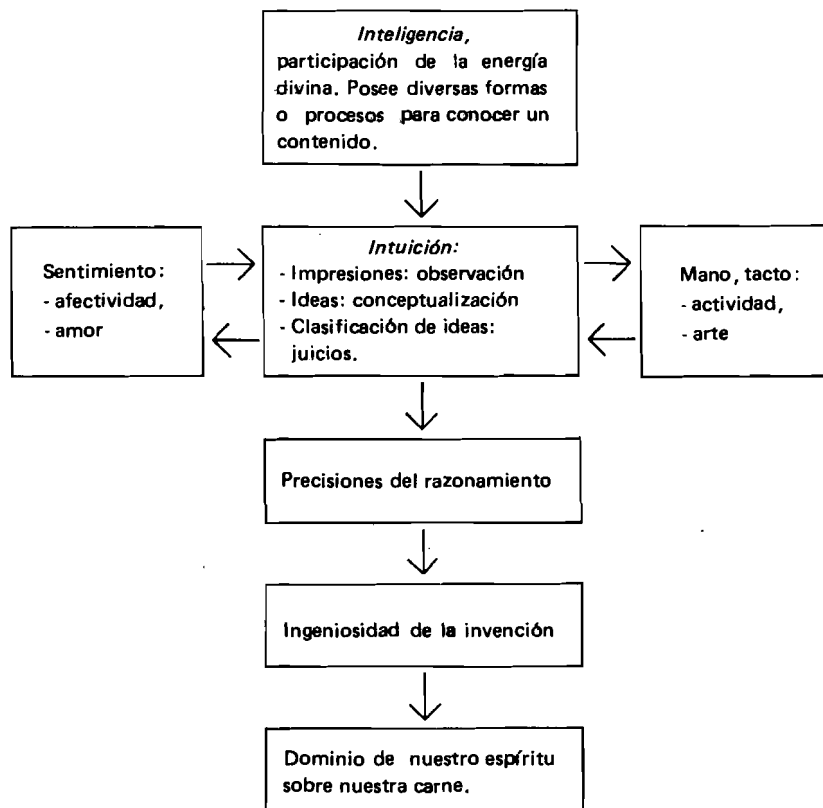 Inteligencia,
participación de la energía
divina. Posee diversas formas
o procesos para conocer un
contenido.
Sentimiento:
- afectividad,
- amor
Intuición:
- Impresiones: observación
- Ideas: conceptualización
- Clasificación de ideas:
juicios.
Mano, tacto:
- actividad,
- arte
Precisiones del razonamiento
Ingeniosidad de la invención
Dominio de nuestro espíritu
sobre nuestra carne.